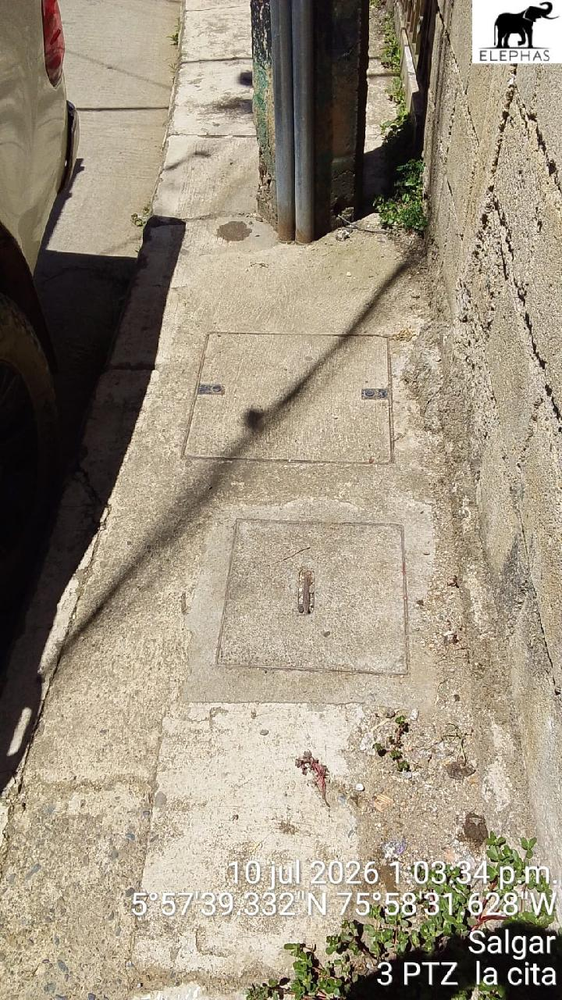 ELEPHAS
10 jul 2026 1:03:34 p.m.
5°57'39.332"N 75°58'31.628"W
Salgar
3 PTZ la cita